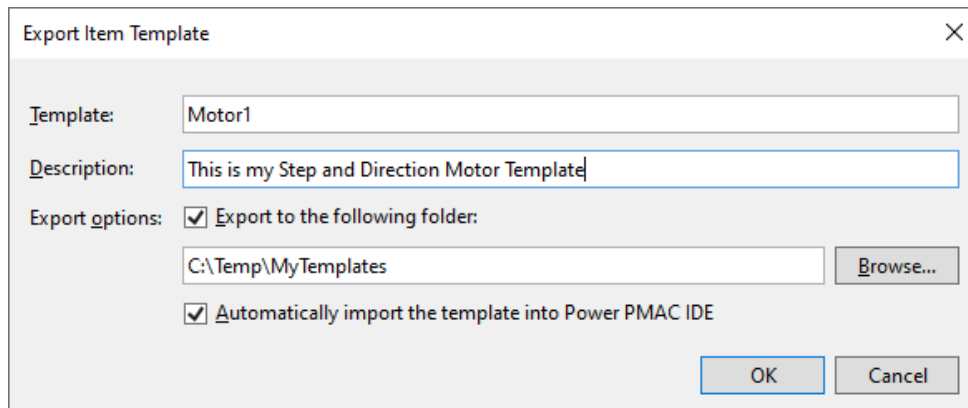 Export Item Template
Template: Motor1
Description: This is my Step and Direction Motor Template
Export options: Export to the following folder:
C:\Temp\MyTemplates Browse...
Automatically import the template into Power PMAC IDE
OK Cancel